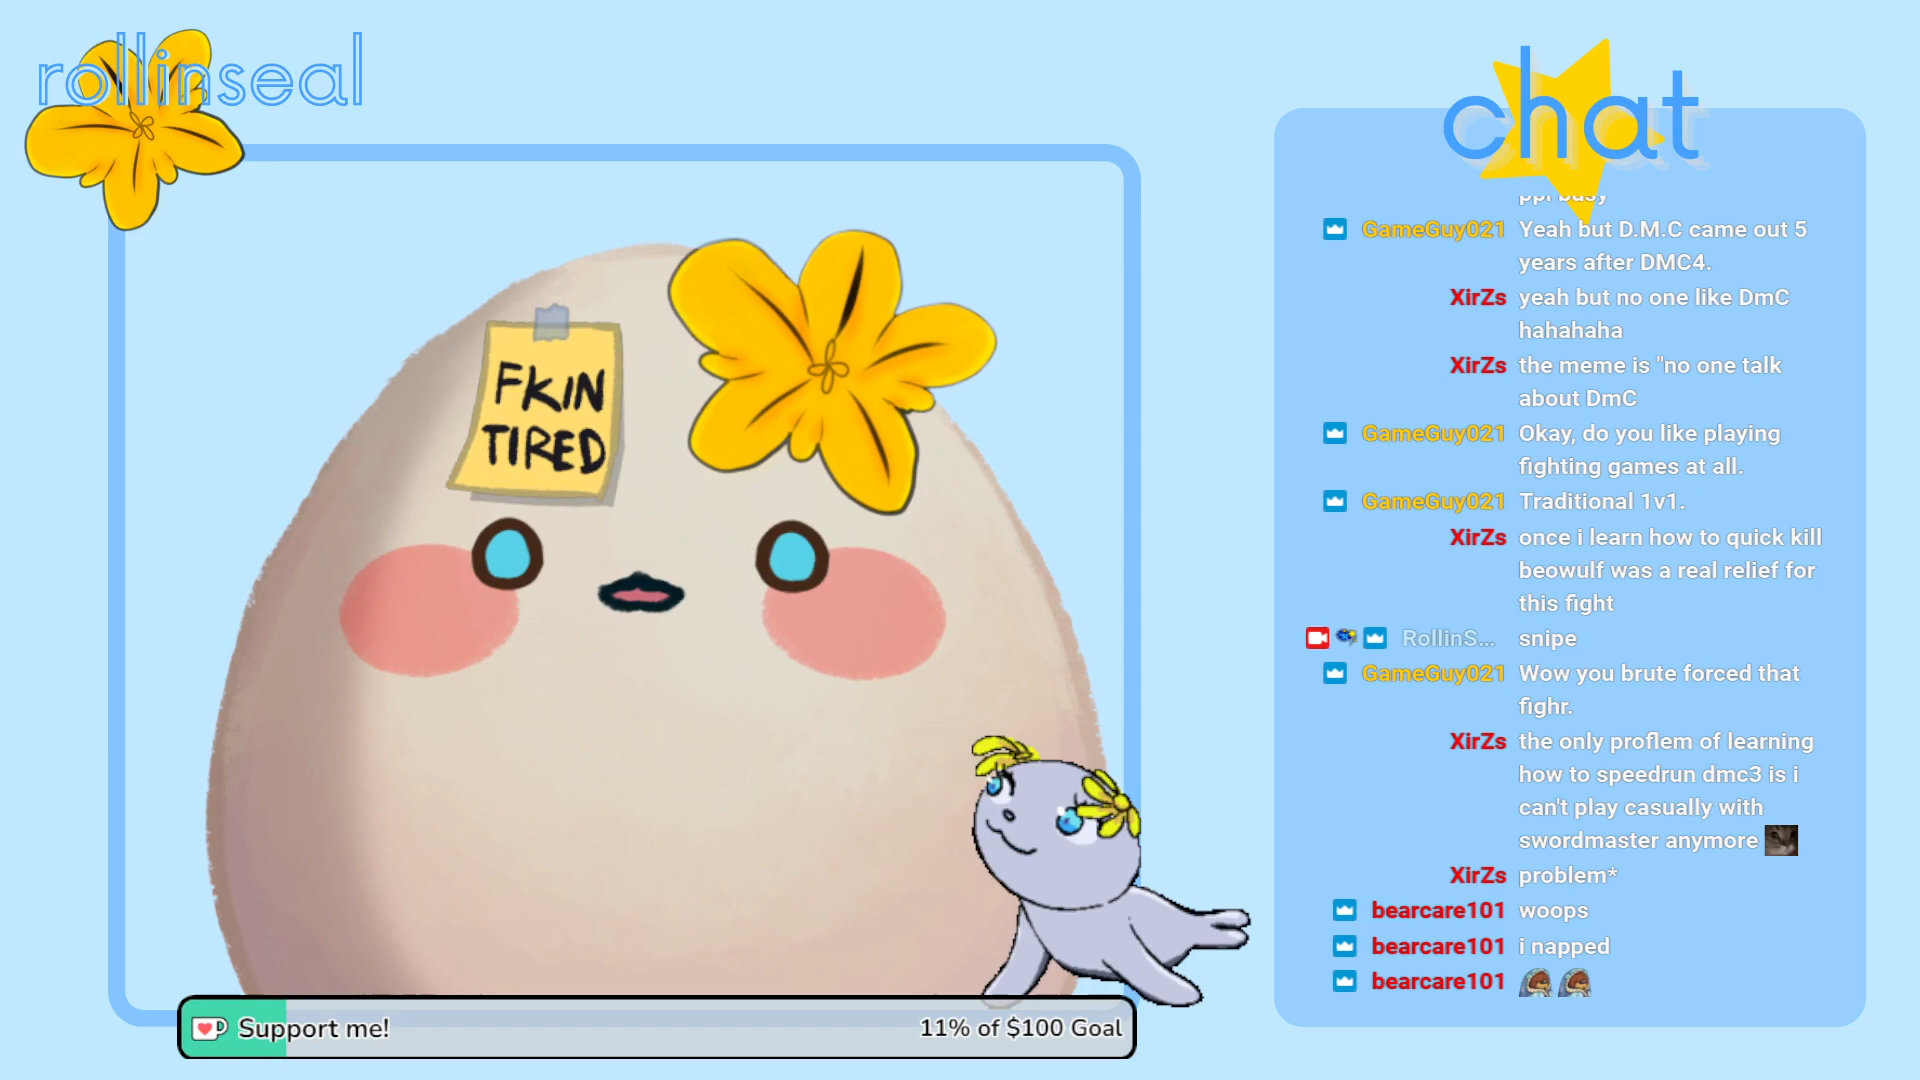 rollinseal
FKIN
TIRED
Support me!
11% of $100 Goal
chat
ppl busy
GameGuy021 Yeah but D.M.C came out 5
years after DMC4.
XirZs yeah but no one like DmC
hahahaha
XirZs the meme is "no one talk
about DmC
GameGuy021 Okay, do you like playing
fighting games at all.
GameGuy021 Traditional 1v1.
XirZs once i learn how to quick kill
beowulf was a real relief for
this fight
RollinS... snipe
GameGuy021 Wow you brute forced that
fighr.
XirZs the only proflem of learning
how to speedrun dmc3 is i
can't play casually with
swordmaster anymore
XirZs problem*
bearcare101 woops
bearcare101 i napped
bearcare101